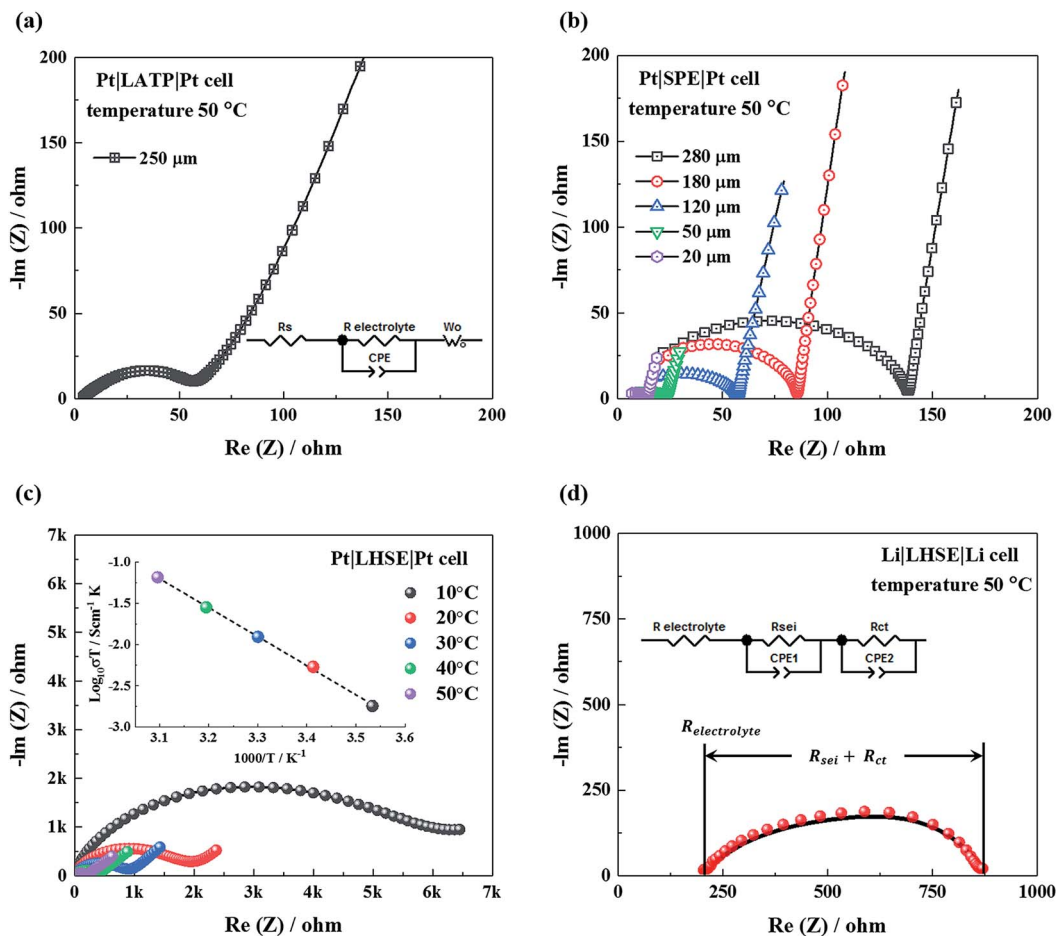 (a)
200
150
100
50
0
-Im (Z) / ohm
Pt|LATP|Pt cell
temperature 50 °C
250 μm
Rs
R electrolyte
CPE
Wo
0 50 100 150 200
Re (Z) / ohm
(b)
200
150
100
50
0
-Im (Z) / ohm
Pt|SPE|Pt cell
temperature 50 °C
280 μm
180 μm
120 μm
50 μm
20 μm
0 50 100 150 200
Re (Z) / ohm
(c)
7k
6k
5k
4k
3k
2k
1k
0
-Im (Z) / ohm
Pt|LHSE|Pt cell
10°C
20°C
30°C
40°C
50°C
-1.0
-1.5
-2.0
-2.5
-3.0
Log₁₀σT / Scm⁻¹ K
3.1 3.2 3.3 3.4 3.5 3.6
1000/T / K⁻¹
0 1k 2k 3k 4k 5k 6k 7k
Re (Z) / ohm
(d)
1000
750
500
250
0
-Im (Z) / ohm
Li|LHSE|Li cell
temperature 50 °C
R electrolyte
Rsei
Rct
CPE1
CPE2
R_electrolyte
R_sei + R_ct
0 250 500 750 1000
Re (Z) / ohm